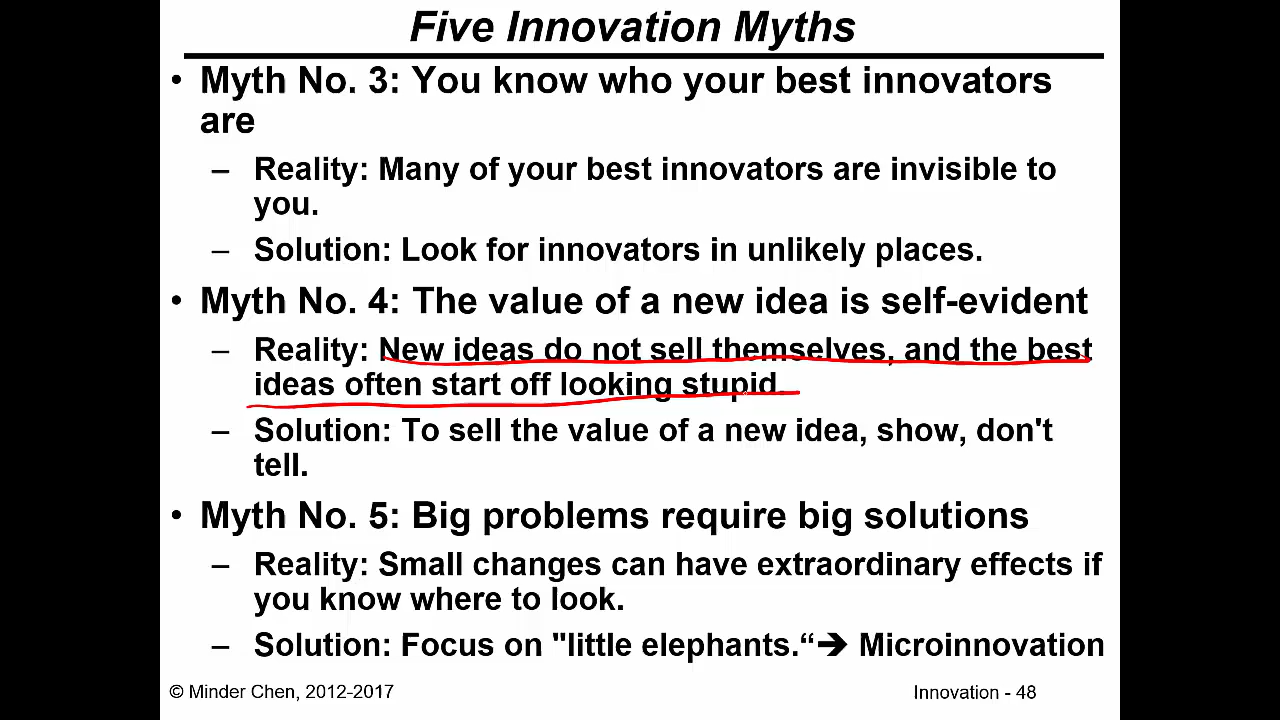 Five Innovation Myths
• Myth No. 3: You know who your best innovators
are
– Reality: Many of your best innovators are invisible to
you.
– Solution: Look for innovators in unlikely places.
• Myth No. 4: The value of a new idea is self-evident
– Reality: New ideas do not sell themselves, and the best
ideas often start off looking stupid.
– Solution: To sell the value of a new idea, show, don't
tell.
• Myth No. 5: Big problems require big solutions
– Reality: Small changes can have extraordinary effects if
you know where to look.
– Solution: Focus on "little elephants.“➔ Microinnovation
© Minder Chen, 2012-2017
Innovation - 48